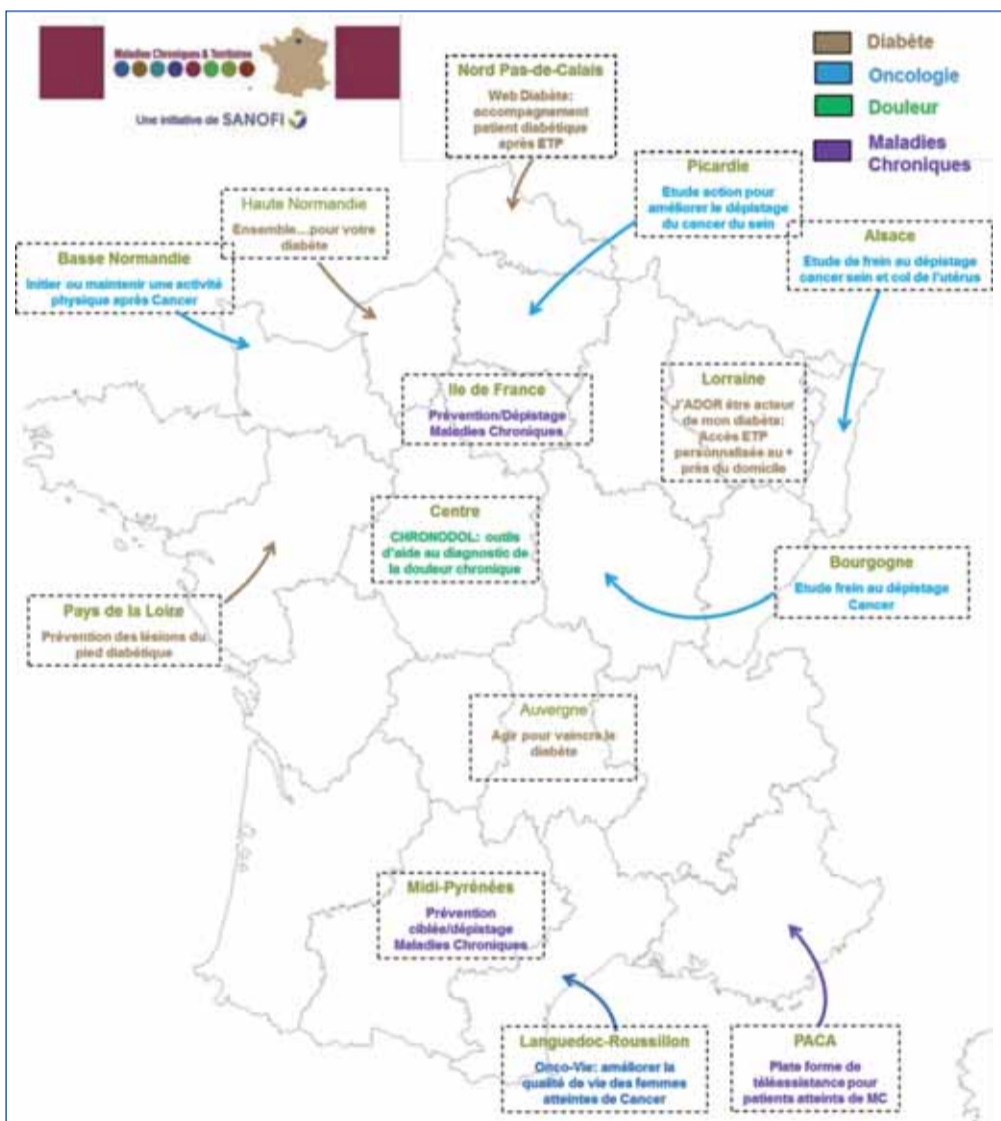 Maladies Chroniques & Territoires
Une initiative de SANOFI
Diabète
Oncologie
Douleur
Maladies
Chroniques
Nord Pas-de-Calais
Web Diabète:
accompagnement
patient diabétique
après ETP
Picardie
Etude action pour
améliorer le dépistage
du cancer du sein
Haute Normandie
Ensemble...pour votre
diabète
Alsace
Etude de frein au dépistage
cancer sein et col de l'utérus
Basse Normandie
Initier ou maintenir une activité
physique après Cancer
Ile de France
Prévention/Dépistage
Maladies Chroniques
Lorraine
J'ADOR être acteur
de mon diabète:
Accès ETP
personnalisée au +
près du domicile
Centre
CHRONODOL: outils
d'aide au diagnostic de
la douleur chronique
Bourgogne
Etude frein au dépistage
Cancer
Pays de la Loire
Prévention des lésions du
pied diabétique
Auvergne
Agir pour vaincre le
diabète
Midi-Pyrénées
Prévention
ciblée/dépistage
Maladies Chroniques
Languedoc-Roussillon
Onco-Vie: améliorer la
qualité de vie des femmes
atteintes de Cancer
PACA
Plate forme de
téléassistance pour
patients atteints de MC